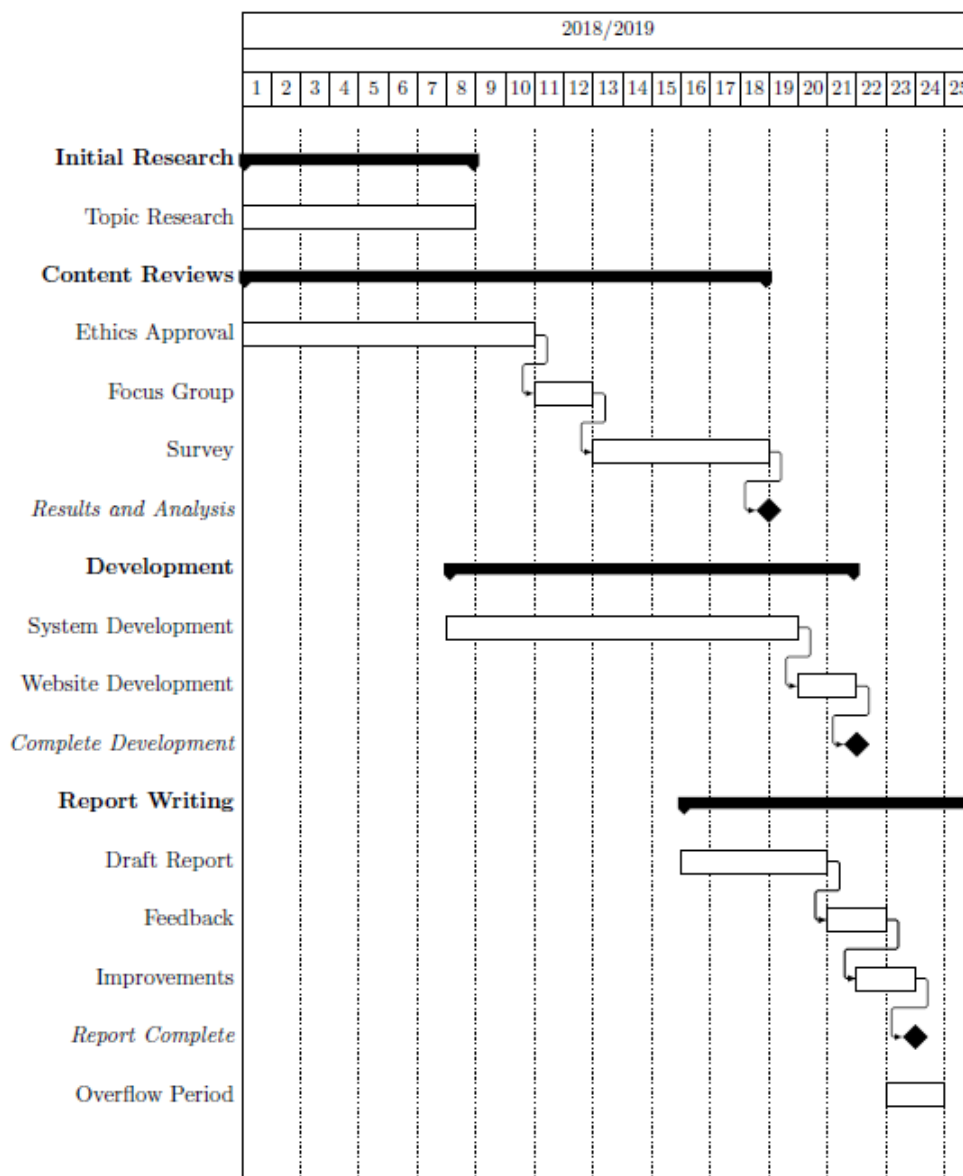 2018/2019
1 2 3 4 5 6 7 8 9 10 11 12 13 14 15 16 17 18 19 20 21 22 23 24 25
Initial Research
Topic Research
Content Reviews
Ethics Approval
Focus Group
Survey
Results and Analysis
Development
System Development
Website Development
Complete Development
Report Writing
Draft Report
Feedback
Improvements
Report Complete
Overflow Period